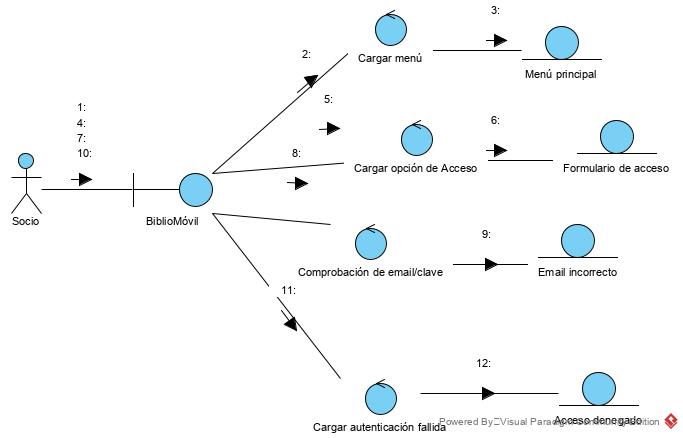 3:
2:
Cargar menú
Menú principal
1:
4:
7:
10:
5:
6:
8:
Cargar opción de Acceso
Formulario de acceso
Socio
BiblioMóvil
9:
Comprobación de email/clave
Email incorrecto
11:
12:
Cargar autenticación fallida
Acceso denegado
Powered By Visual Paradigm Community Edition